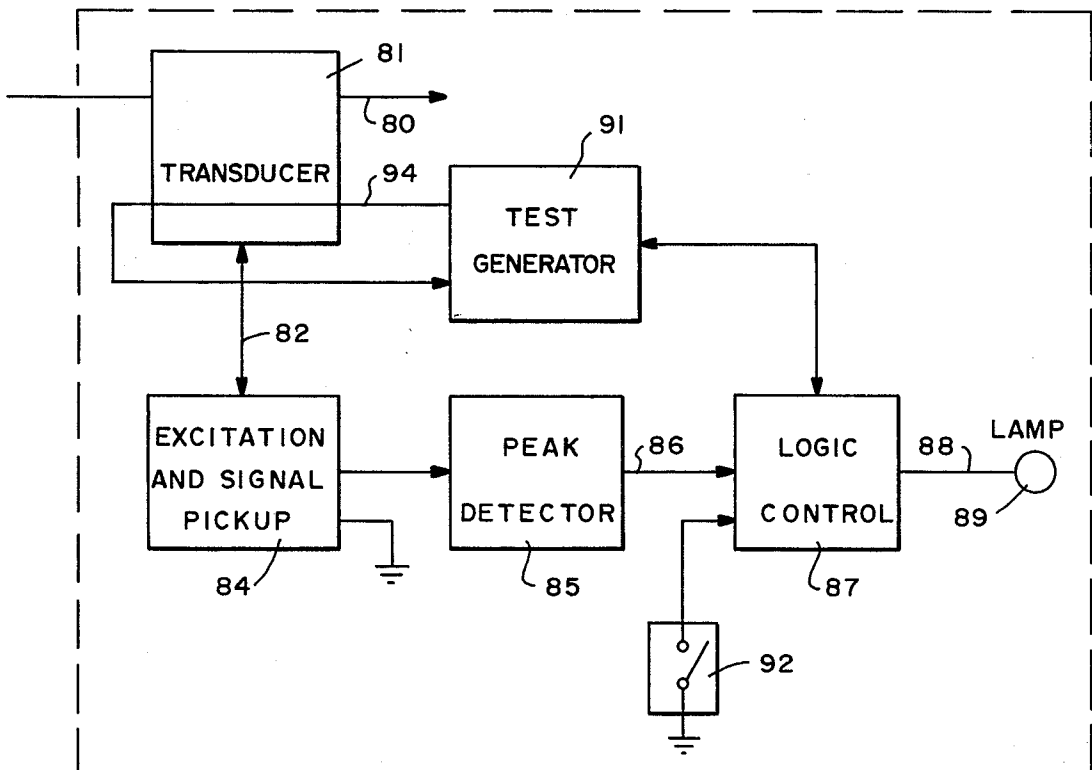 81
80
TRANSDUCER
94
91
TEST
GENERATOR
82
EXCITATION
AND SIGNAL
PICKUP
84
PEAK
DETECTOR
85
86
LOGIC
CONTROL
87
88
LAMP
89
92